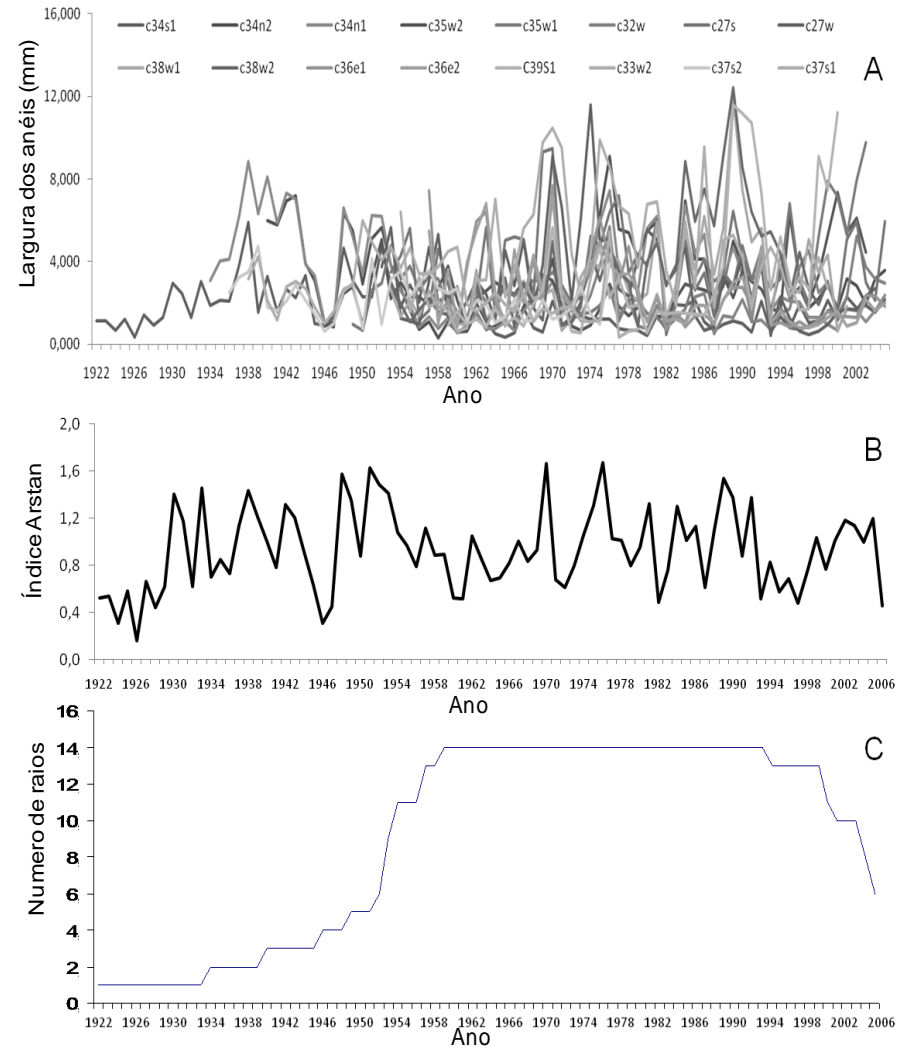 16,000
c34s1 c34n2 c34n1 c35w2 c35w1 c32w c27s c27w
c38w1 c38w2 c36e1 c36e2 C39S1 c33w2 c37s2 c37s1
A
12,000
8,000
4,000
0,000
Largura dos anéis (mm)
1922 1926 1930 1934 1938 1942 1946 1950 1954 1958 1962 1966 1970 1974 1978 1982 1986 1990 1994 1998 2002
Ano
2,0
B
1,6
1,2
0,8
0,4
0,0
Índice Arstan
1922 1926 1930 1934 1938 1942 1946 1950 1954 1958 1962 1966 1970 1974 1978 1982 1986 1990 1994 1998 2002 2006
Ano
16
C
14
12
10
8
6
4
2
0
Numero de raios
1922 1926 1930 1934 1938 1942 1946 1950 1954 1958 1962 1966 1970 1974 1978 1982 1986 1990 1994 1998 2002 2006
Ano